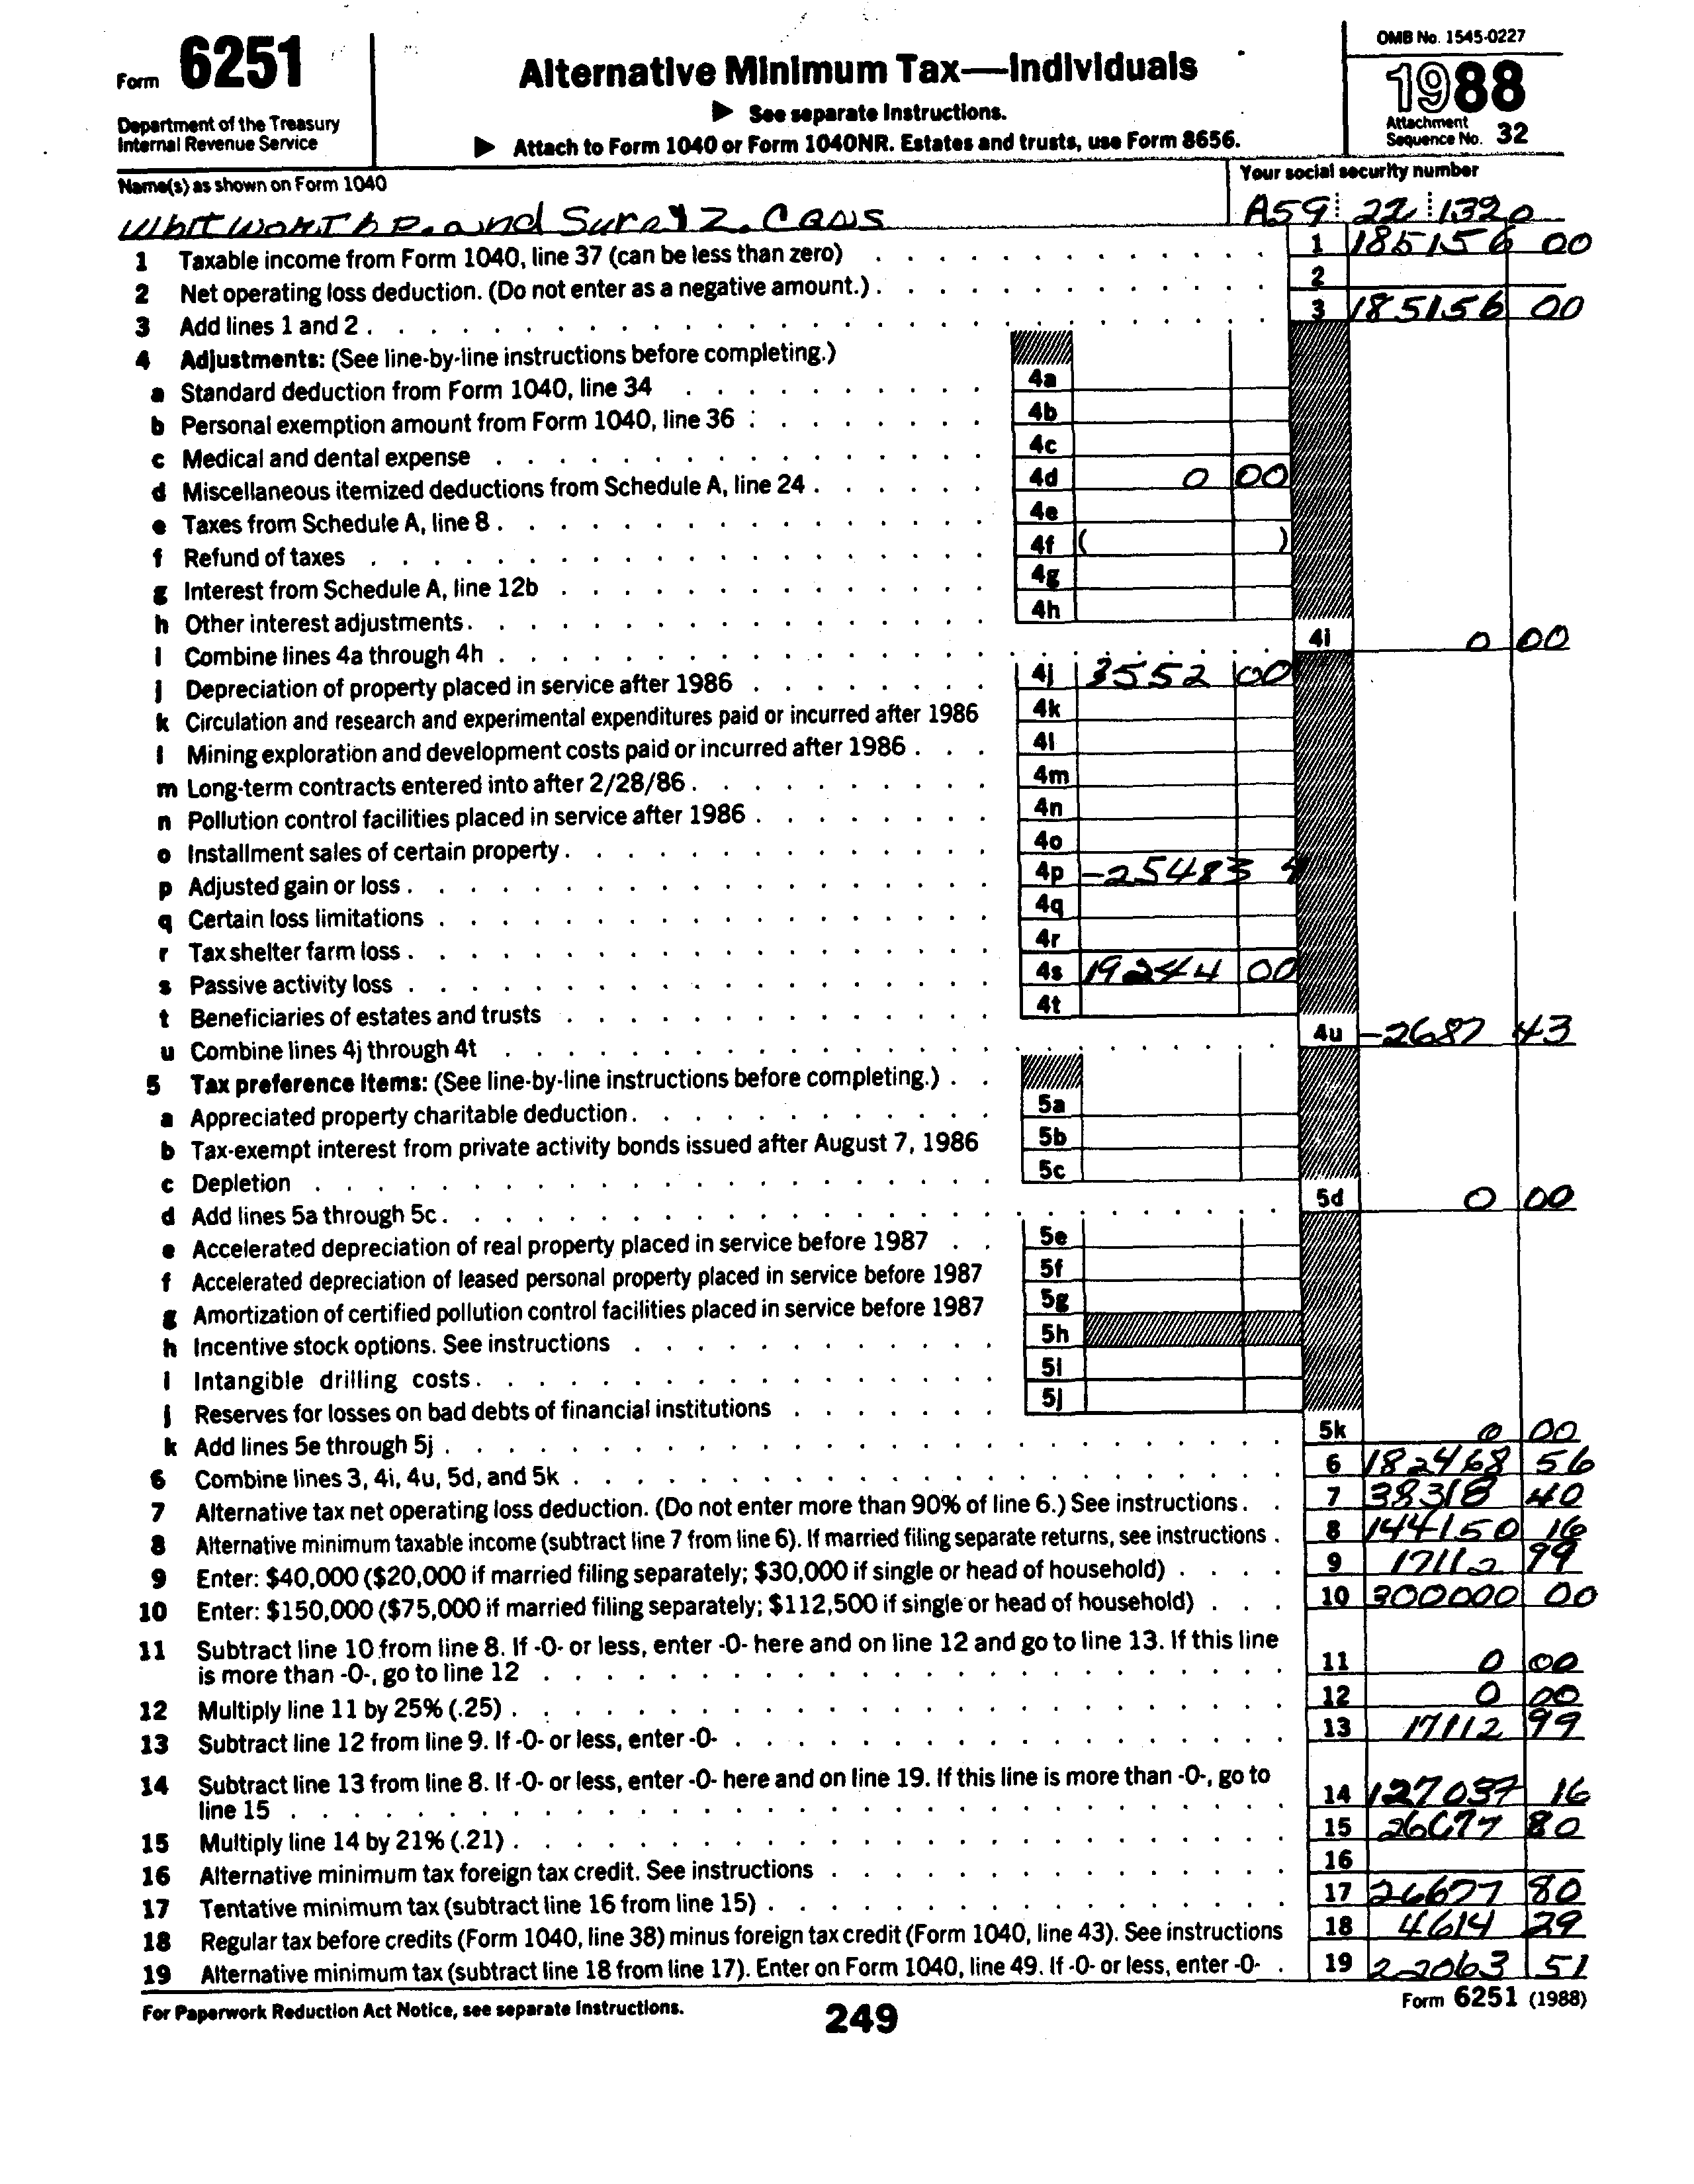 Form 6251
Department of the Treasury
Internal Revenue Service
Alternative Minimum Tax—Individuals
▶ See separate Instructions.
▶ Attach to Form 1040 or Form 1040NR. Estates and trusts, use Form 8656.
OMB No. 1545-0227
1988
Attachment
Sequence No. 32
Name(s) as shown on Form 1040
Your social security number
P. and Z. Cans
A59 22 1320
1 Taxable income from Form 1040, line 37 (can be less than zero) 1 185156 00
2 Net operating loss deduction. (Do not enter as a negative amount.) 2
3 Add lines 1 and 2 3 185156 00
4 Adjustments: (See line-by-line instructions before completing.)
a Standard deduction from Form 1040, line 34 4a
b Personal exemption amount from Form 1040, line 36 4b
c Medical and dental expense 4c
d Miscellaneous itemized deductions from Schedule A, line 24 4d 0 00
e Taxes from Schedule A, line 8 4e
f Refund of taxes 4f ( )
g Interest from Schedule A, line 12b 4g
h Other interest adjustments 4h
i Combine lines 4a through 4h 4i 0 00
j Depreciation of property placed in service after 1986 4j 3552 00
k Circulation and research and experimental expenditures paid or incurred after 1986 4k
l Mining exploration and development costs paid or incurred after 1986 4l
m Long-term contracts entered into after 2/28/86 4m
n Pollution control facilities placed in service after 1986 4n
o Installment sales of certain property 4o
p Adjusted gain or loss 4p -25483 4
q Certain loss limitations 4q
r Tax shelter farm loss 4r
s Passive activity loss 4s 19244 00
t Beneficiaries of estates and trusts 4t
u Combine lines 4j through 4t 4u -2687 43
5 Tax preference items: (See line-by-line instructions before completing.)
a Appreciated property charitable deduction 5a
b Tax-exempt interest from private activity bonds issued after August 7, 1986 5b
c Depletion 5c
d Add lines 5a through 5c 5d 0 00
e Accelerated depreciation of real property placed in service before 1987 5e
f Accelerated depreciation of leased personal property placed in service before 1987 5f
g Amortization of certified pollution control facilities placed in service before 1987 5g
h Incentive stock options. See instructions 5h
i Intangible drilling costs 5i
j Reserves for losses on bad debts of financial institutions 5j
k Add lines 5e through 5j 5k 0 00
6 Combine lines 3, 4i, 4u, 5d, and 5k 6 182468 56
7 Alternative tax net operating loss deduction. (Do not enter more than 90% of line 6.) See instructions 7 38318 40
8 Alternative minimum taxable income (subtract line 7 from line 6). If married filing separate returns, see instructions 8 144150 16
9 Enter: $40,000 ($20,000 if married filing separately; $30,000 if single or head of household) 9 17112 99
10 Enter: $150,000 ($75,000 if married filing separately; $112,500 if single or head of household) 10 300000 00
11 Subtract line 10 from line 8. If -0- or less, enter -0- here and on line 12 and go to line 13. If this line
is more than -0-, go to line 12 11 0 00
12 Multiply line 11 by 25% (.25) 12 0 00
13 Subtract line 12 from line 9. If -0- or less, enter -0- 13 17112 99
14 Subtract line 13 from line 8. If -0- or less, enter -0- here and on line 19. If this line is more than -0-, go to
line 15 14 127037 16
15 Multiply line 14 by 21% (.21) 15 26677 80
16 Alternative minimum tax foreign tax credit. See instructions 16
17 Tentative minimum tax (subtract line 16 from line 15) 17 26677 80
18 Regular tax before credits (Form 1040, line 38) minus foreign tax credit (Form 1040, line 43). See instructions 18 4614 29
19 Alternative minimum tax (subtract line 18 from line 17). Enter on Form 1040, line 49. If -0- or less, enter -0- 19 22063 51
For Paperwork Reduction Act Notice, see separate Instructions.
249
Form 6251 (1988)